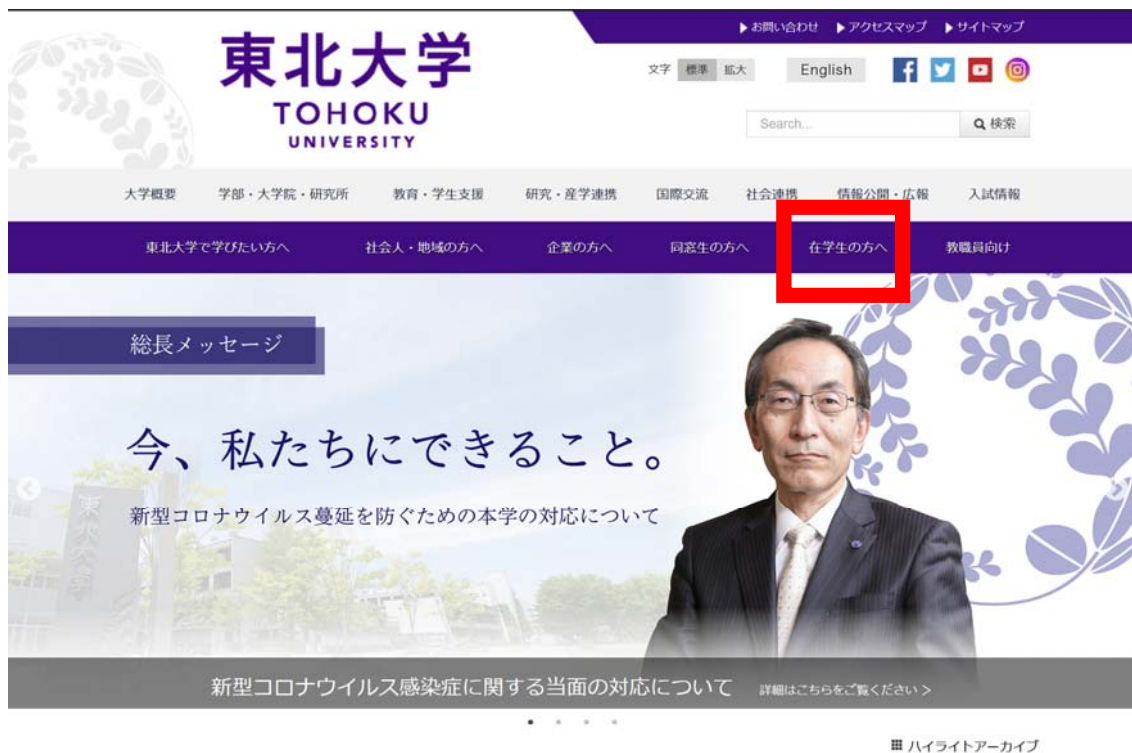 ▶お問い合わせ ▶アクセスマップ ▶サイトマップ
東北大学
TOHOKU
UNIVERSITY
文字 標準 拡大 English
Search... 検索
大学概要 学部・大学院・研究所 教育・学生支援 研究・産学連携 国際交流 社会連携 情報公開・広報 入試情報
東北大学で学びたい方へ 社会人・地域の方へ 企業の方へ 同窓生の方へ 在学生の方へ 教職員向け
総長メッセージ
今、私たちにできること。
新型コロナウイルス蔓延を防ぐための本学の対応について
東北大学
新型コロナウイルス感染症に関する当面の対応について 詳細はこちらをご覧ください >
ハイライトアーカイブ